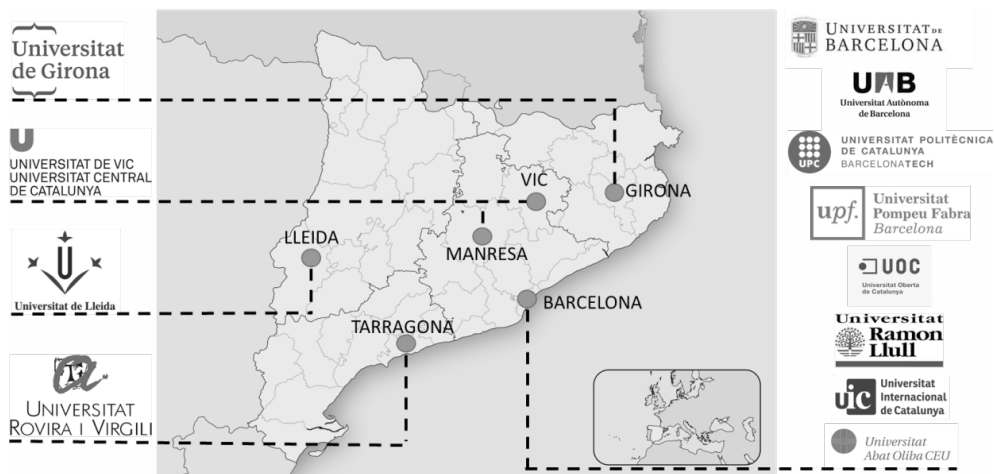 Universitat
de Girona
U
UNIVERSITAT DE VIC
UNIVERSITAT CENTRAL
DE CATALUNYA
U
Universitat de Lleida
UNIVERSITAT
ROVIRA I VIRGILI
VIC
GIRONA
LLEIDA
MANRESA
BARCELONA
TARRAGONA
UNIVERSITAT DE
BARCELONA
UAB
Universitat Autònoma
de Barcelona
UPC
UNIVERSITAT POLITÈCNICA
DE CATALUNYA
BARCELONATECH
upf.
Universitat
Pompeu Fabra
Barcelona
UOC
Universitat Oberta
de Catalunya
Universitat
Ramon
Llull
uic
Universitat
Internacional
de Catalunya
Universitat
Abat Oliba CEU